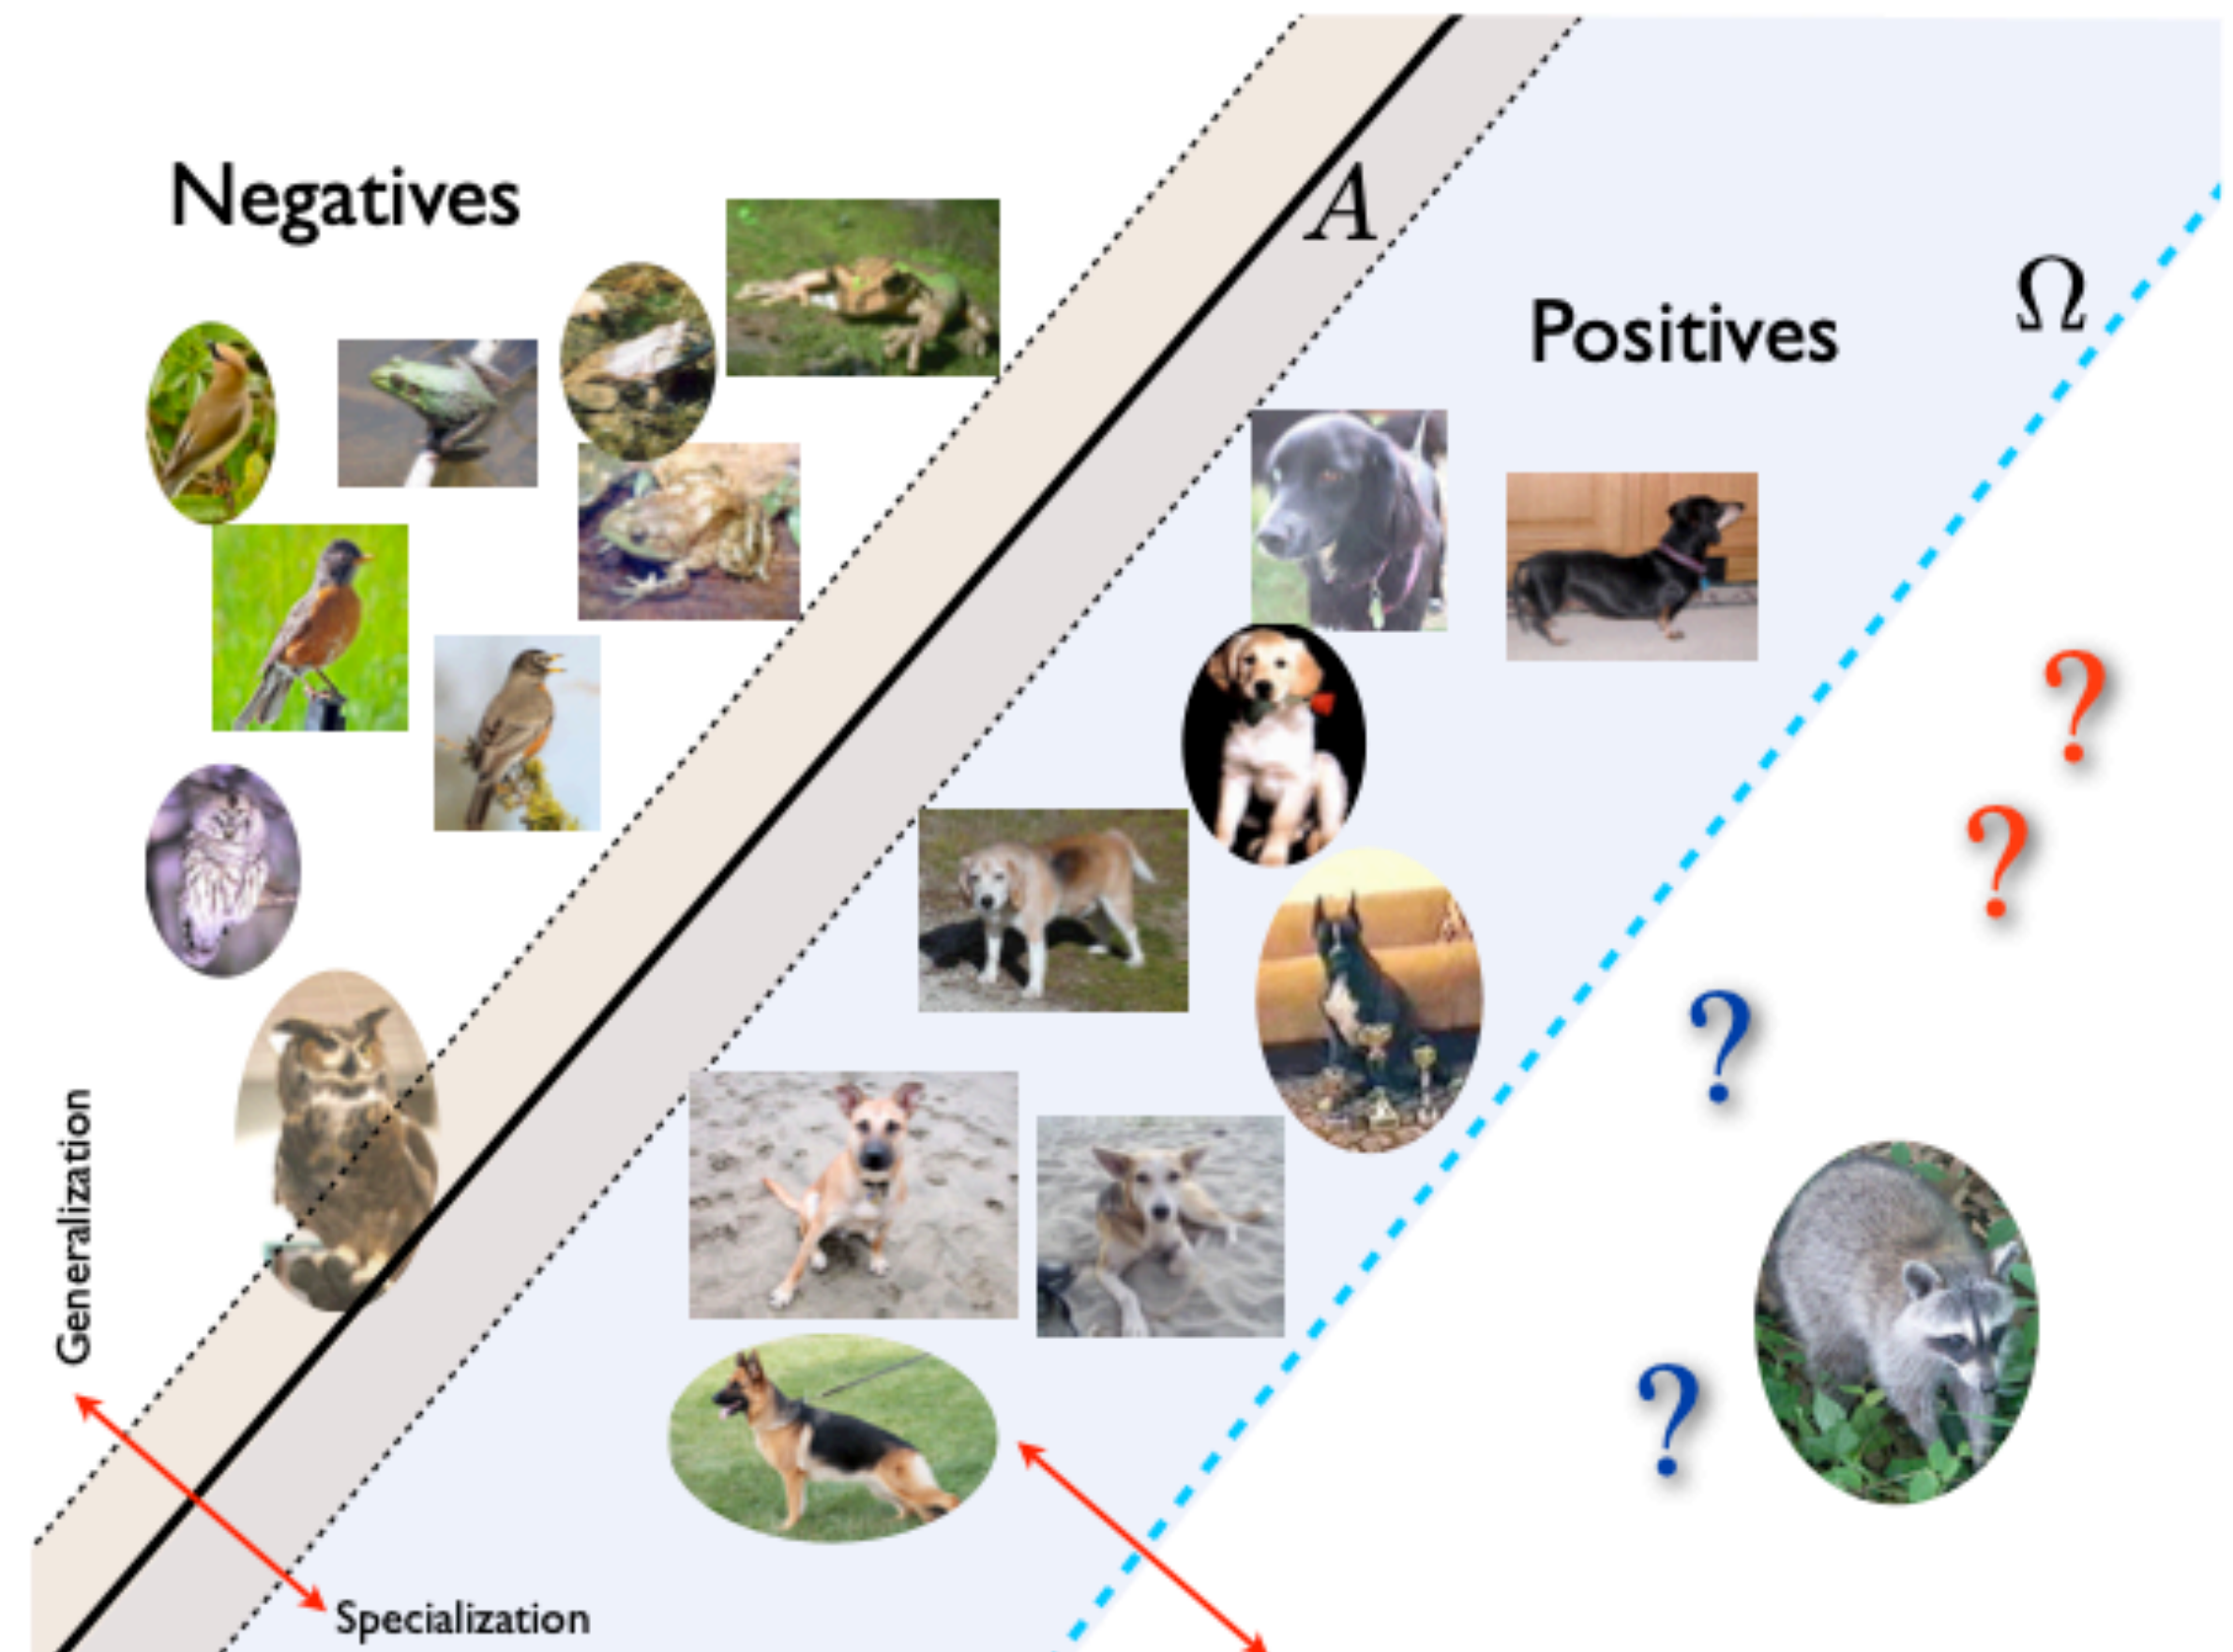 Negatives
A
Ω
Positives
?
?
?
?
Generalization
Specialization